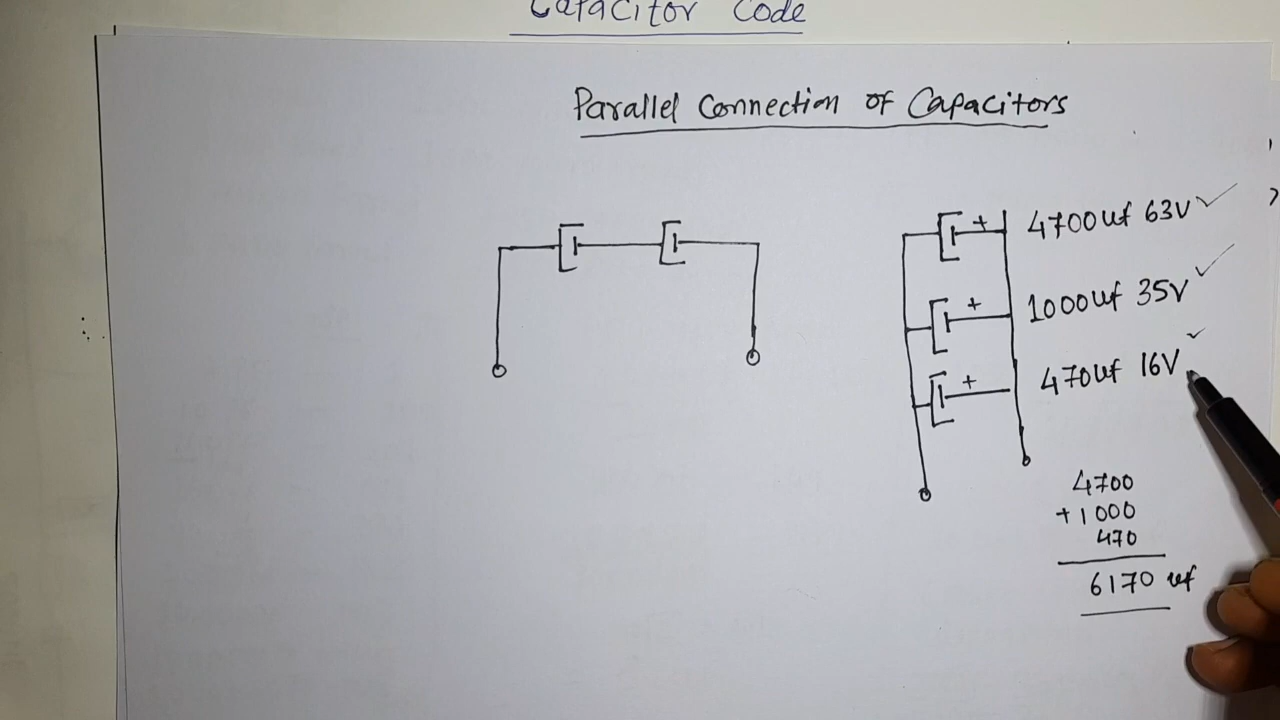 Capacitor Code
Parallel Connection of Capacitors
+ 4700uf 63V
+ 1000uf 35V
+ 470uf 16V
4700
+1000
470
6170 uf